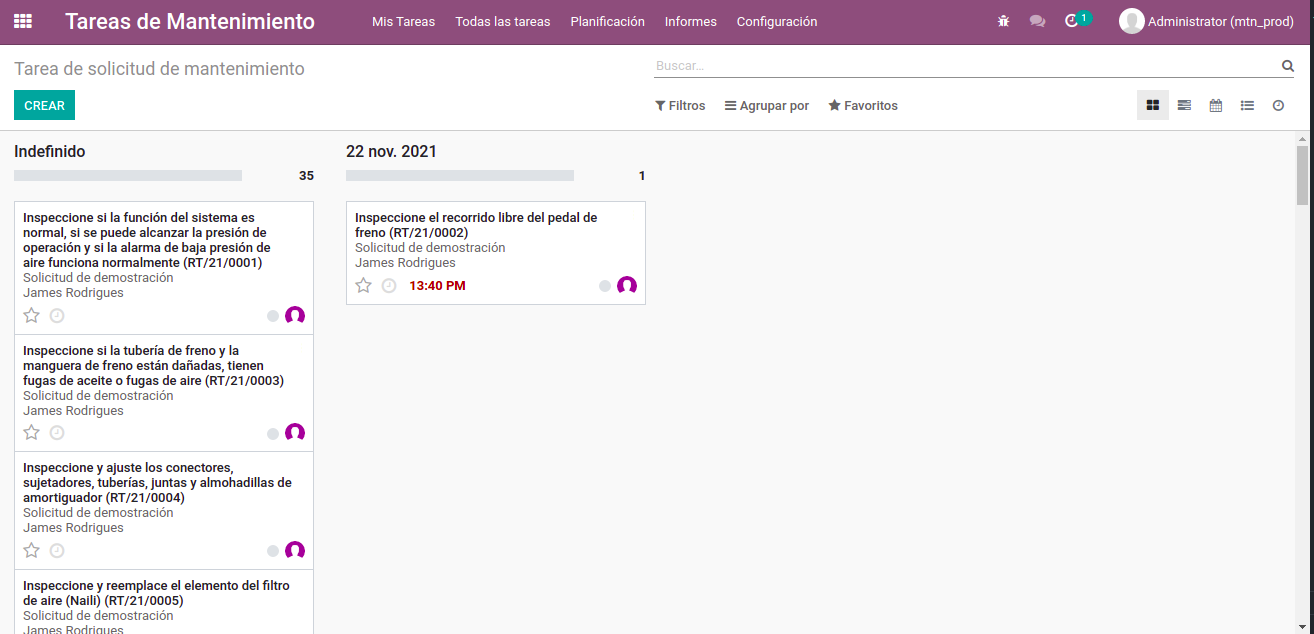 Tareas de Mantenimiento
Mis Tareas
Todas las tareas
Planificación
Informes
Configuración
1
Administrator (mtn_prod)
Tarea de solicitud de mantenimiento
Buscar...
CREAR
Filtros
Agrupar por
Favoritos
Indefinido
35
Inspeccione si la función del sistema es
normal, si se puede alcanzar la presión de
operación y si la alarma de baja presión de
aire funciona normalmente (RT/21/0001)
Solicitud de demostración
James Rodrigues
Inspeccione si la tubería de freno y la
manguera de freno están dañadas, tienen
fugas de aceite o fugas de aire (RT/21/0003)
Solicitud de demostración
James Rodrigues
Inspeccione y ajuste los conectores,
sujetadores, tuberías, juntas y almohadillas de
amortiguador (RT/21/0004)
Solicitud de demostración
James Rodrigues
Inspeccione y reemplace el elemento del filtro
de aire (Naili) (RT/21/0005)
Solicitud de demostración
James Rodrigues
22 nov. 2021
1
Inspeccione el recorrido libre del pedal de
freno (RT/21/0002)
Solicitud de demostración
James Rodrigues
13:40 PM